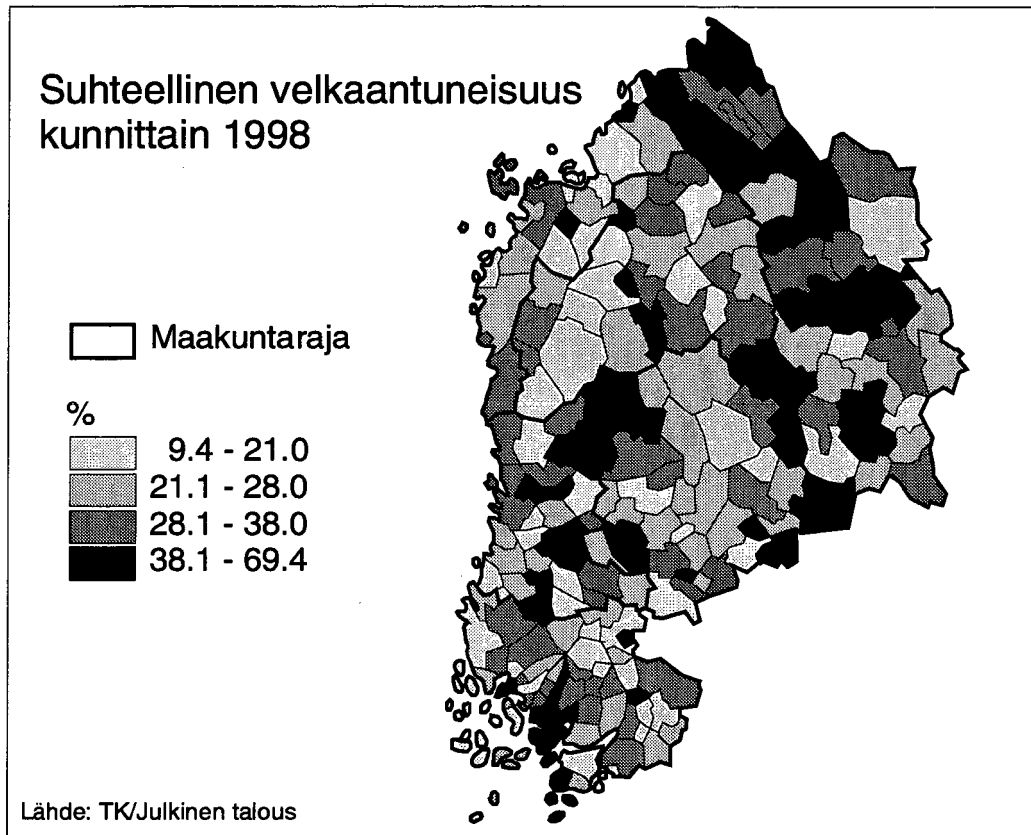 Suhteellinen velkaantuneisuus
kunnittain 1998
Maakuntaraja
%
9.4 - 21.0
21.1 - 28.0
28.1 - 38.0
38.1 - 69.4
Lähde: TK/Julkinen talous